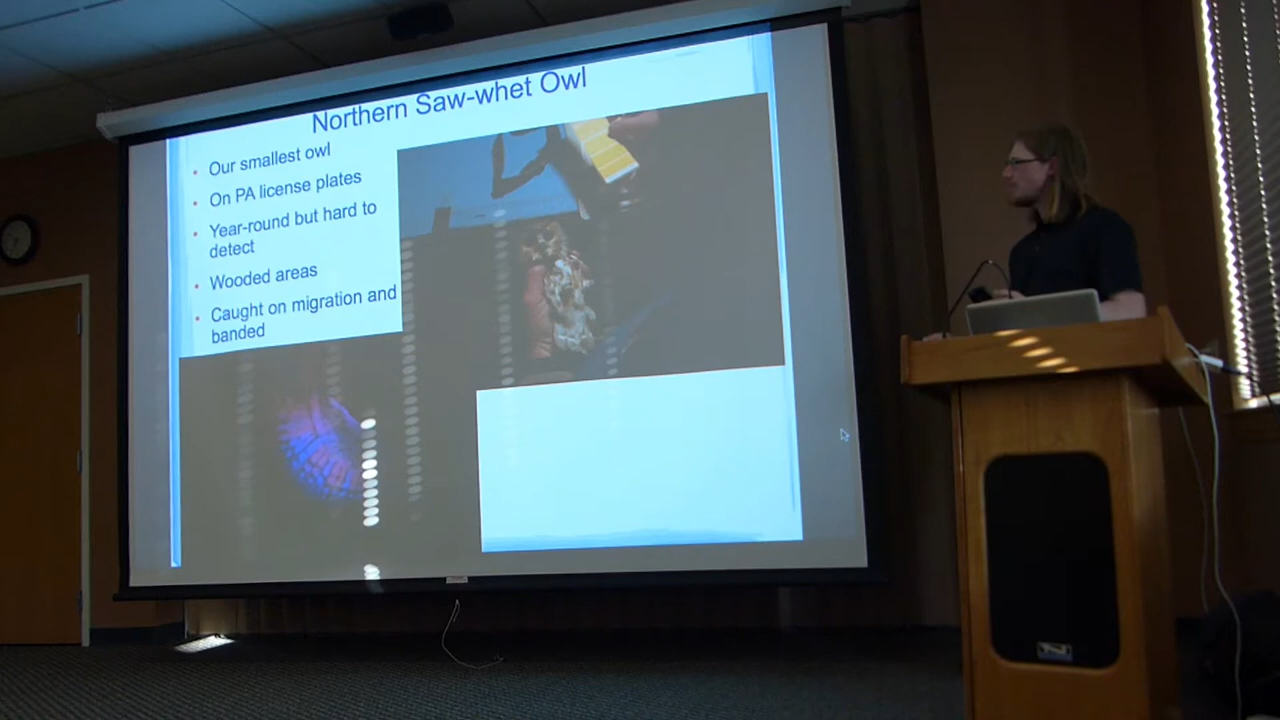 Northern Saw-whet Owl
• Our smallest owl
• On PA license plates
• Year-round but hard to
detect
• Wooded areas
• Caught on migration and
banded